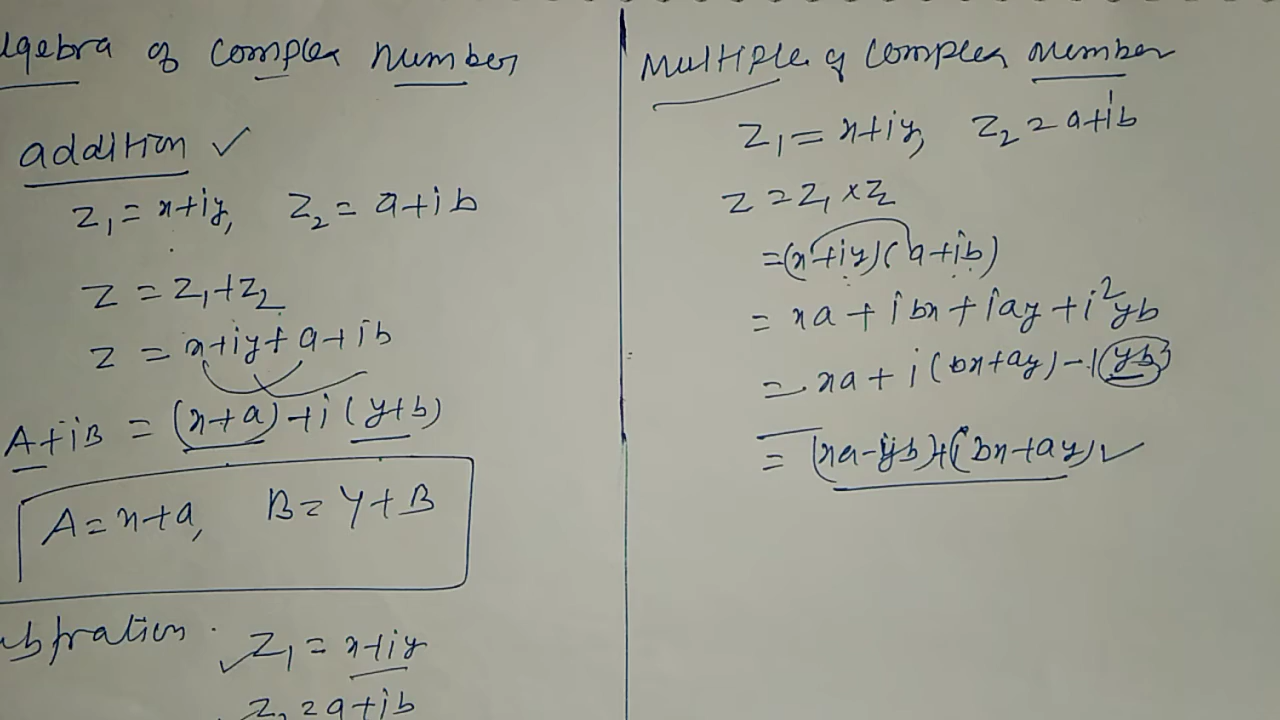 lgebra of complex number
addition ✓
z₁ = x+iy, z₂ = a+ib
z = z₁+z₂
z = x+iy+a+ib
A+iB = (x+a)+i(y+b)
A=x+a, B=y+B
ubtration.
z₁ = x+iy
z₂ = a+ib
Multiple of complex number
z₁ = x+iy, z₂ = a+ib
z = z₁ × z₂
=(x+iy)(a+ib)
= xa+ibx+iay+i²yb
= xa+i(bx+ay)-1(yb)
= (xa-yb)+i(bx+ay) ✓